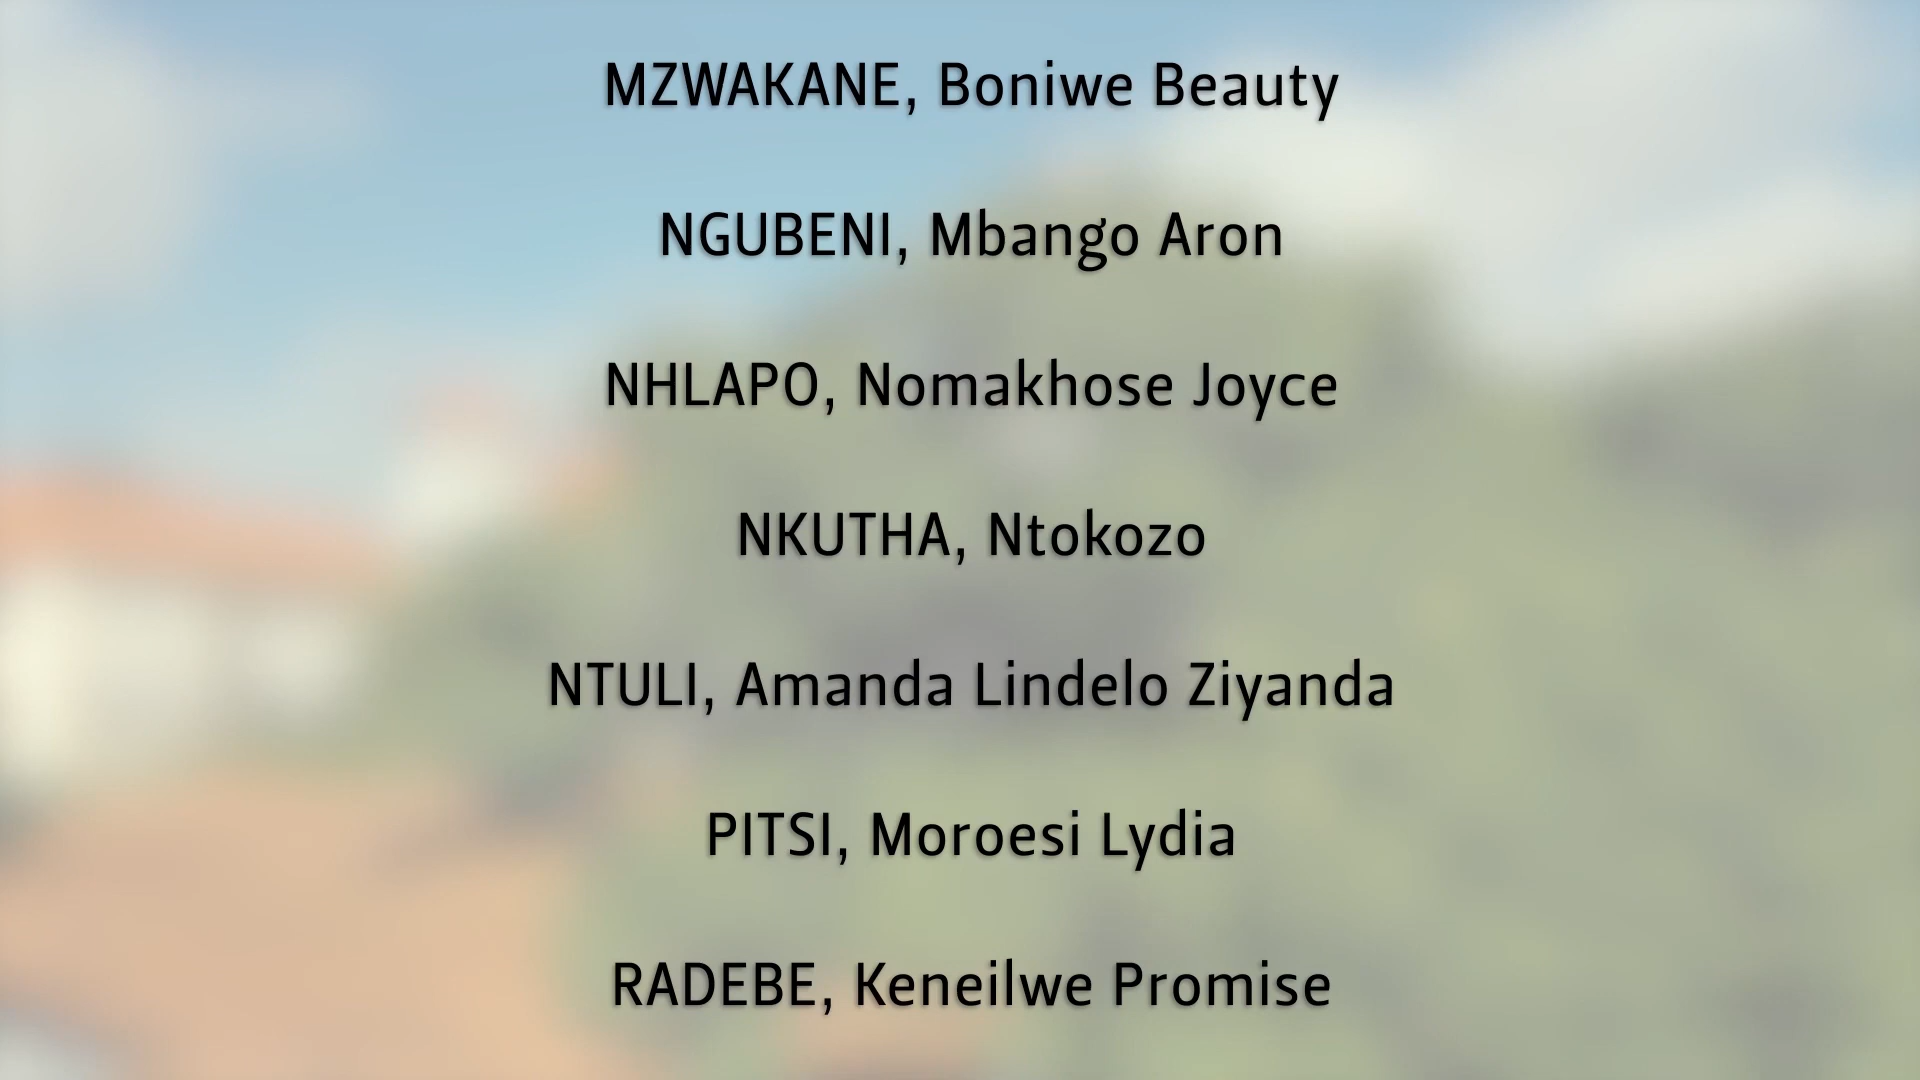 MZWAKANE, Boniwe Beauty
NGUBENI, Mbango Aron
NHLAPO, Nomakhose Joyce
NKUTHA, Ntokozo
NTULI, Amanda Lindelo Ziyanda
PITSI, Moroesi Lydia
RADEBE, Keneilwe Promise